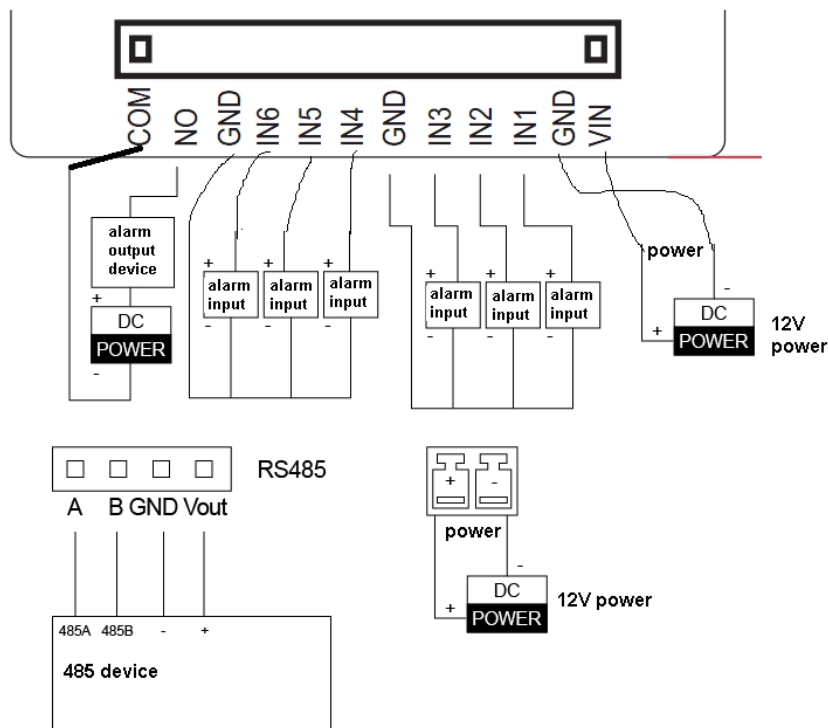 COM NO GND IN6 IN5 IN4 GND IN3 IN2 IN1 GND VIN
alarm
output
device
+
DC
POWER
-
+ + +
alarm alarm alarm
input input input
- - -
+ + +
alarm alarm alarm
input input input
- - -
power
-
DC
+ POWER
12V
power
RS485
A B GND Vout
485A 485B - +
485 device
+ -
power
-
DC
+ POWER
12V power